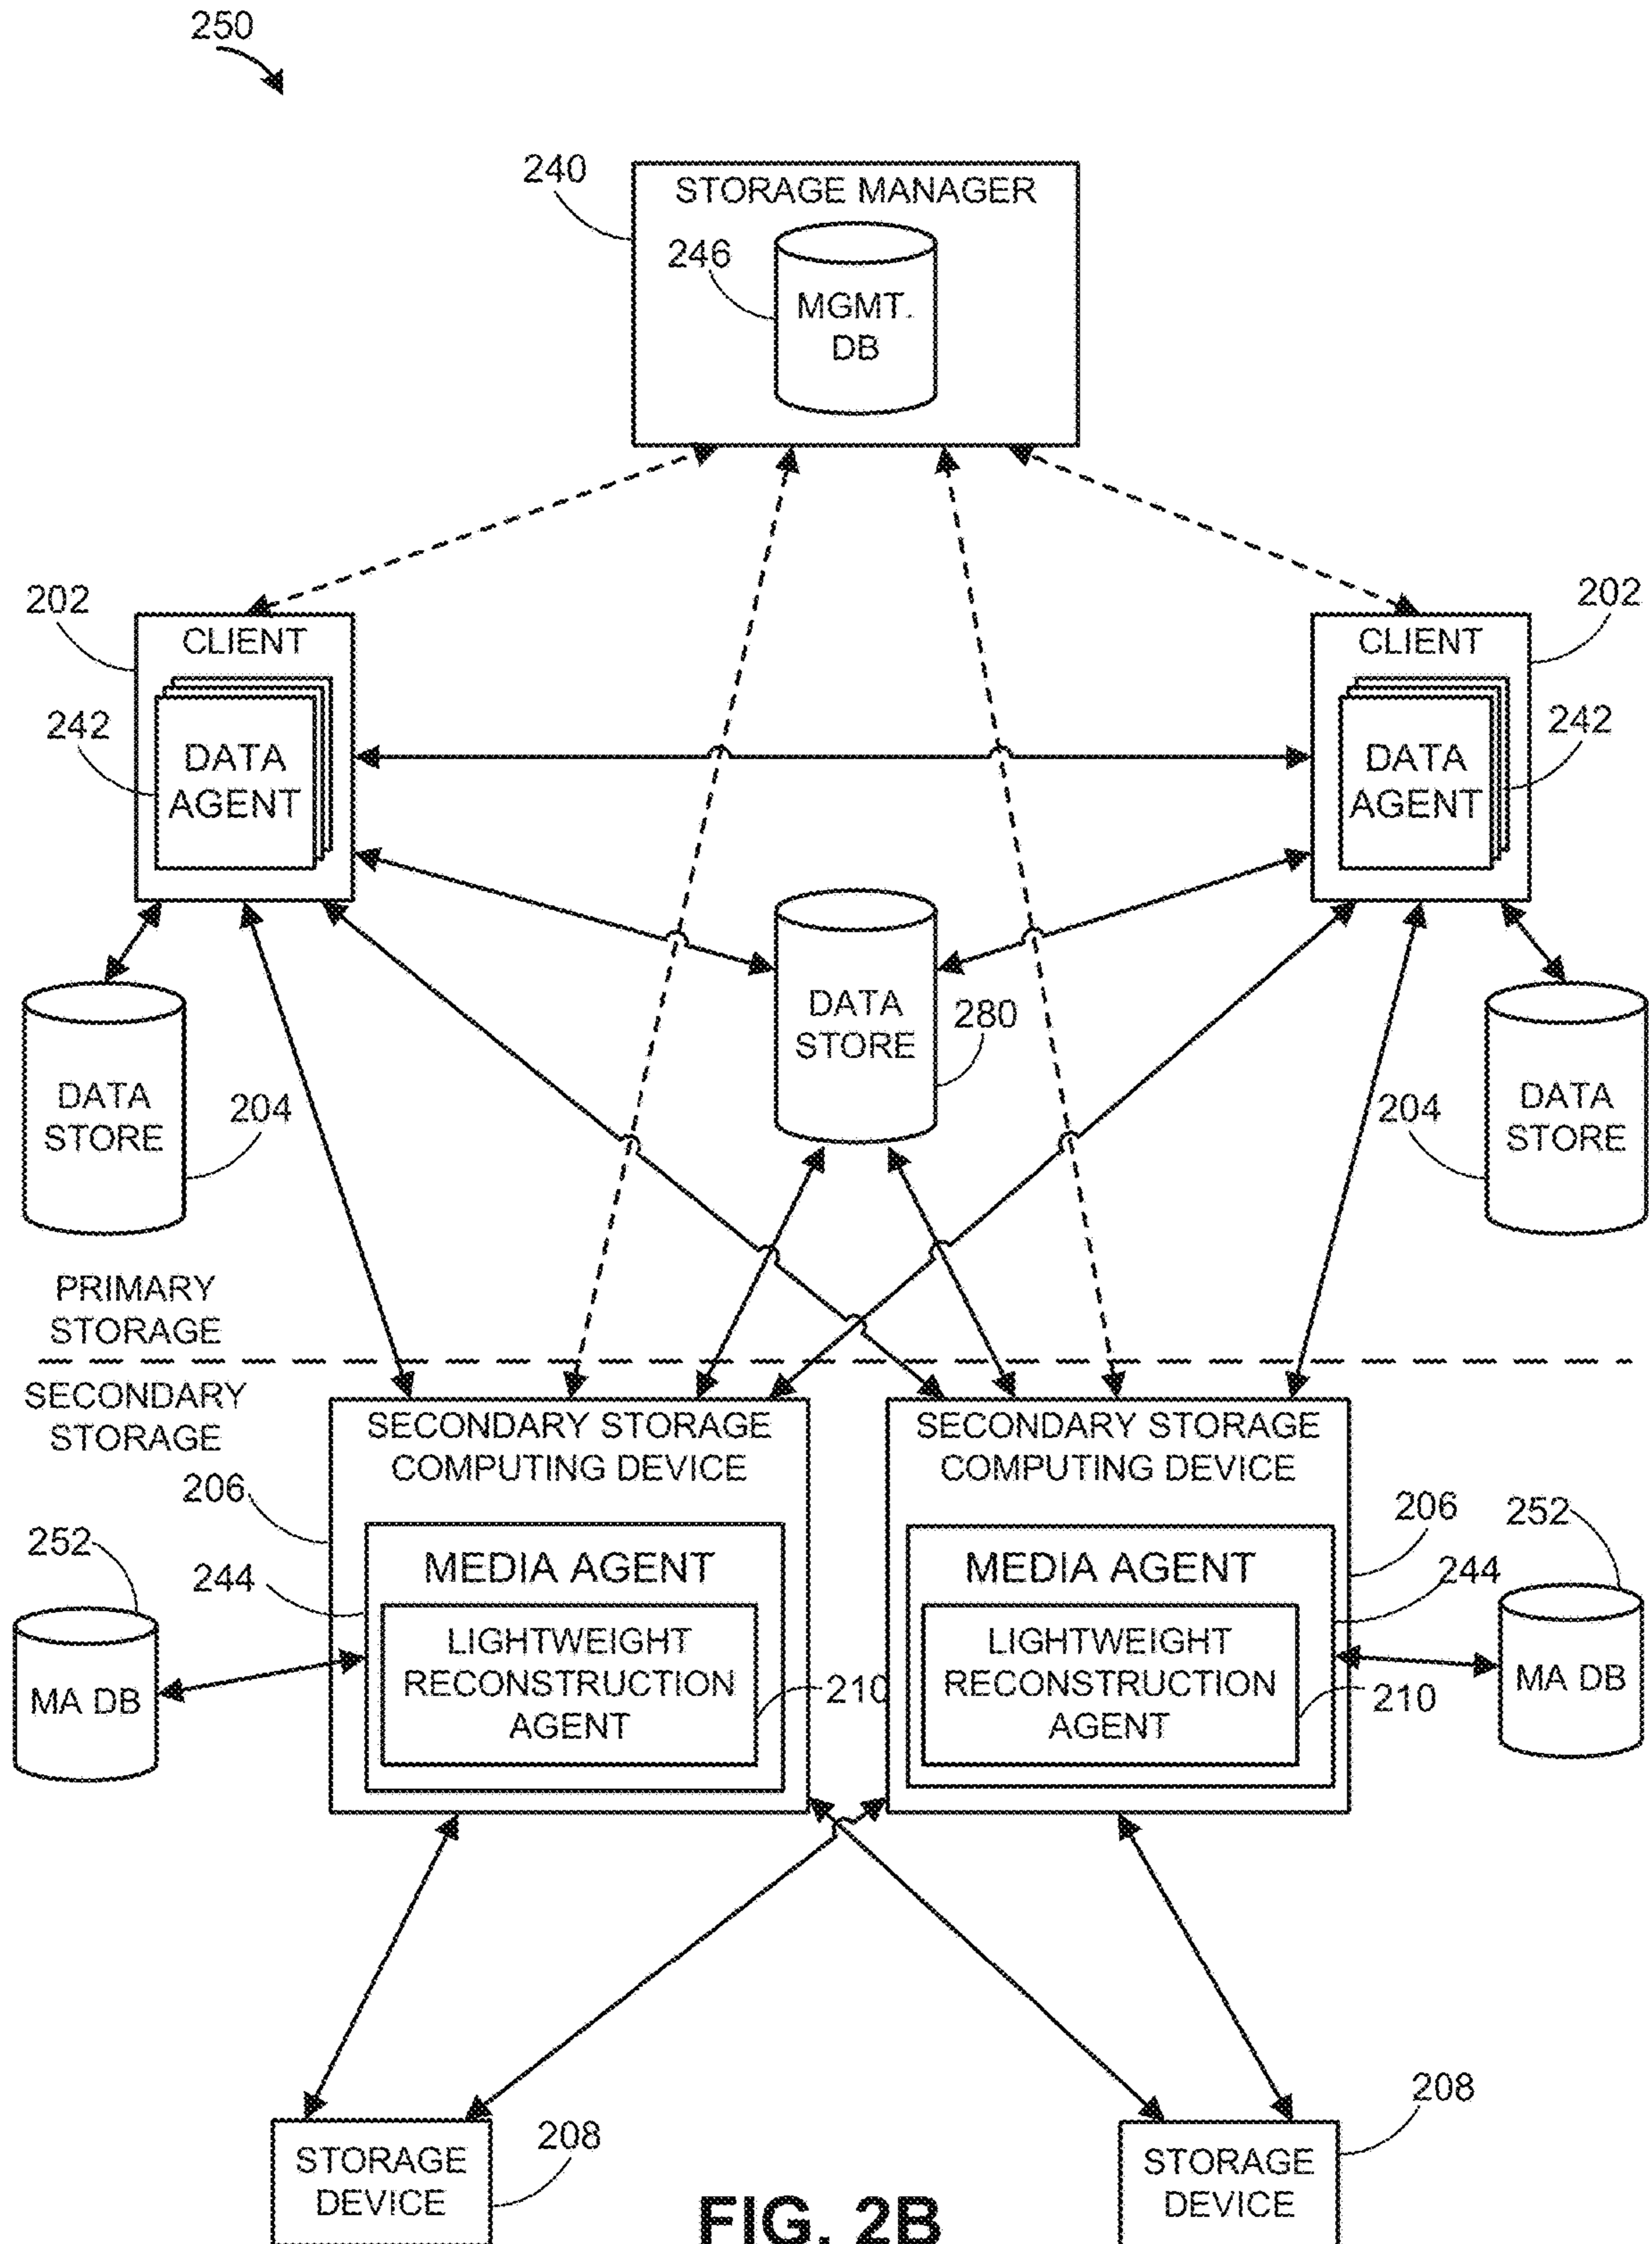 250
240
STORAGE MANAGER
246
MGMT.
DB
202
CLIENT
242
DATA
AGENT
202
CLIENT
242
DATA
AGENT
DATA
STORE
280
DATA
STORE
204
DATA
STORE
204
PRIMARY
STORAGE
SECONDARY
STORAGE
SECONDARY STORAGE
COMPUTING DEVICE
206
MEDIA AGENT
244
LIGHTWEIGHT
RECONSTRUCTION
AGENT
210
252
MA DB
SECONDARY STORAGE
COMPUTING DEVICE
206
MEDIA AGENT
244
LIGHTWEIGHT
RECONSTRUCTION
AGENT
210
252
MA DB
STORAGE
DEVICE
208
STORAGE
DEVICE
208
FIG. 2B